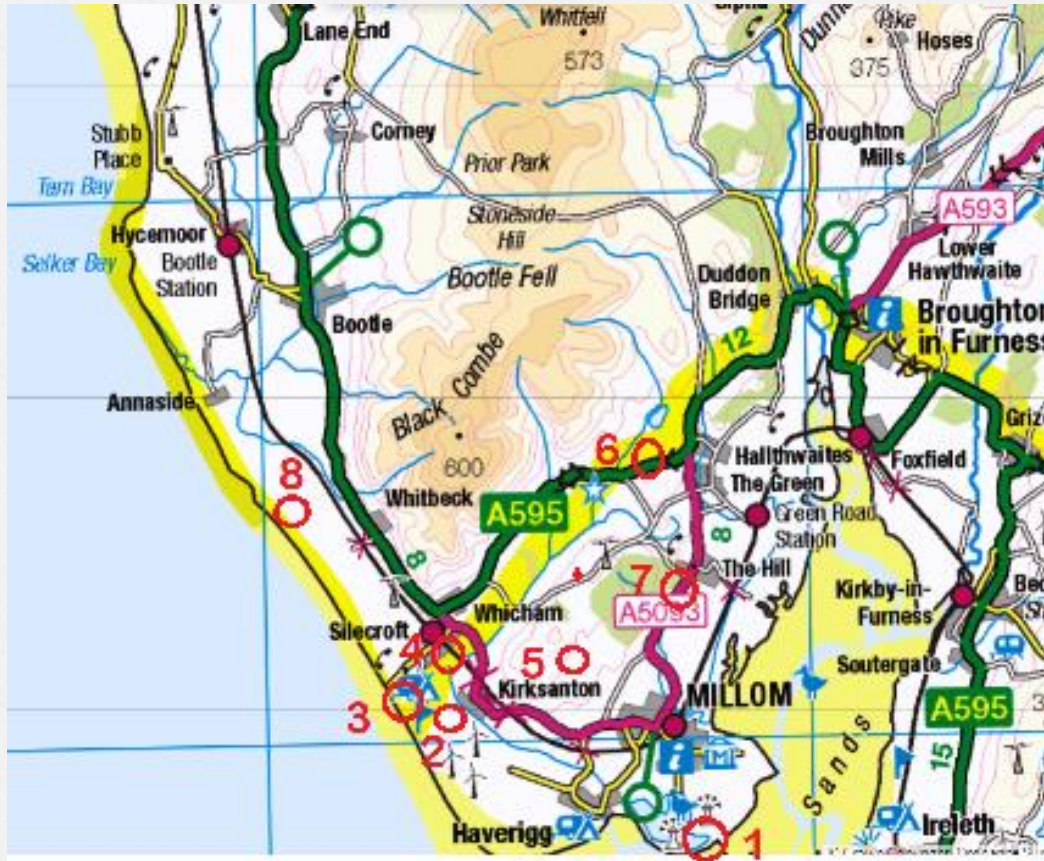 Lane End
Whitfell
573
Pike
Hoses
375
Stubb
Place
Corney
Broughton
Mills
Prior Park
Tarn Bay
A593
Stoneside
Hill
Hycemoor
Bootle
Station
Selker Bay
Bootle Fell
Duddon
Bridge
Lower
Hawthwaite
Bootle
Broughton
in Furness
12
Annaside
Black Combe
600
6
Hallthwaites
Foxfield
The Green
8
Whitbeck
A595
Green Road
Station
8
8
7
The Hill
Kirkby-in-
Furness
A5093
Whicham
Silecroft
4
5
Soutergate
Kirksanton
MILLOM
3
2
A595
15
Sands
Haverigg
1
Ireleth